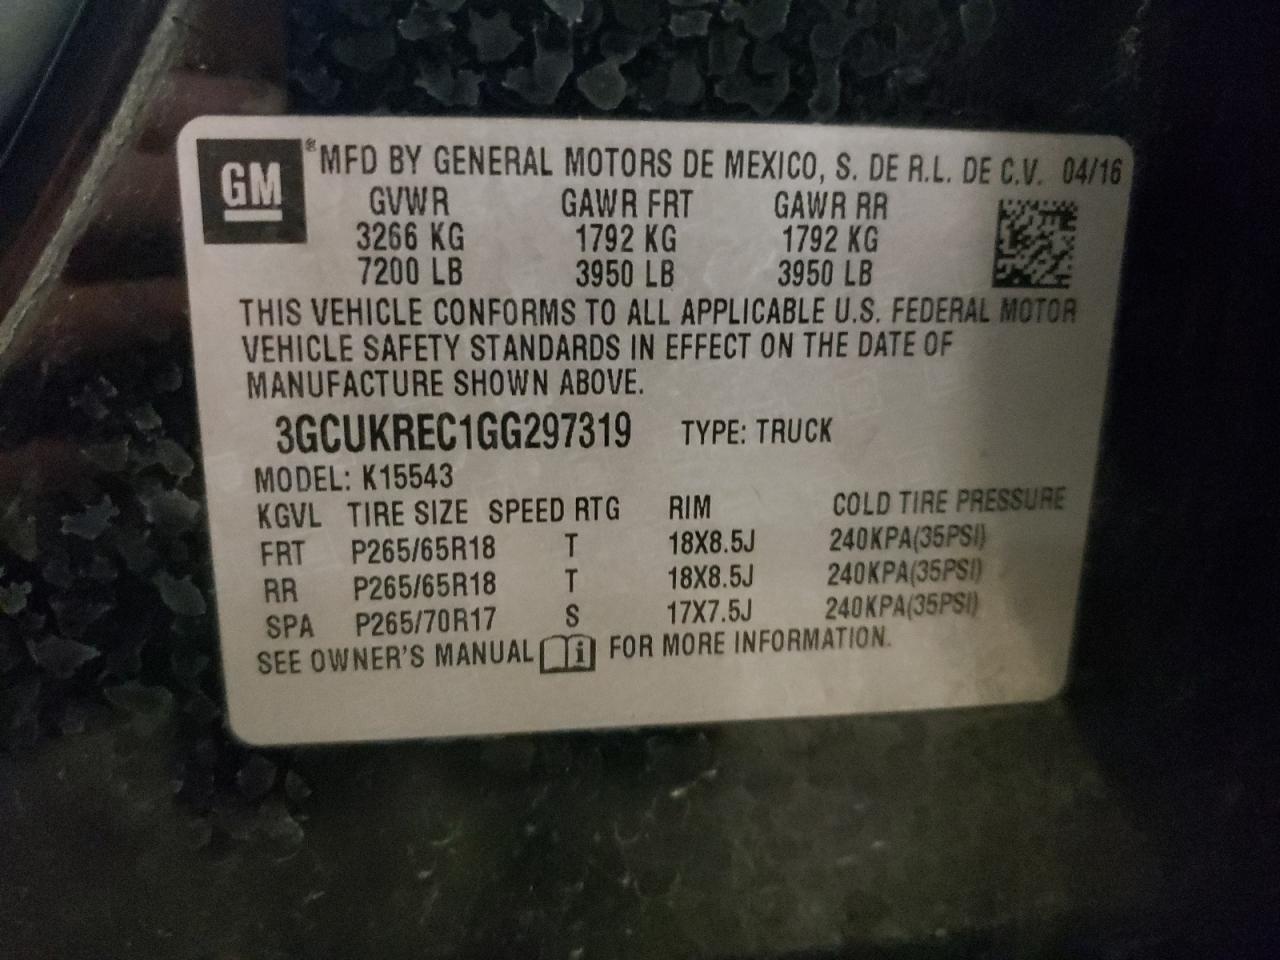 GM ® MFD BY GENERAL MOTORS DE MEXICO, S. DE R.L. DE C.V. 04/16
GVWR GAWR FRT GAWR RR
3266 KG 1792 KG 1792 KG
7200 LB 3950 LB 3950 LB
THIS VEHICLE CONFORMS TO ALL APPLICABLE U.S. FEDERAL MOTOR
VEHICLE SAFETY STANDARDS IN EFFECT ON THE DATE OF
MANUFACTURE SHOWN ABOVE.
3GCUKREC1GG297319 TYPE: TRUCK
MODEL: K15543
KGVL TIRE SIZE SPEED RTG RIM COLD TIRE PRESSURE
FRT P265/65R18 T 18X8.5J 240KPA(35PSI)
RR P265/65R18 T 18X8.5J 240KPA(35PSI)
SPA P265/70R17 S 17X7.5J 240KPA(35PSI)
SEE OWNER'S MANUAL i FOR MORE INFORMATION.